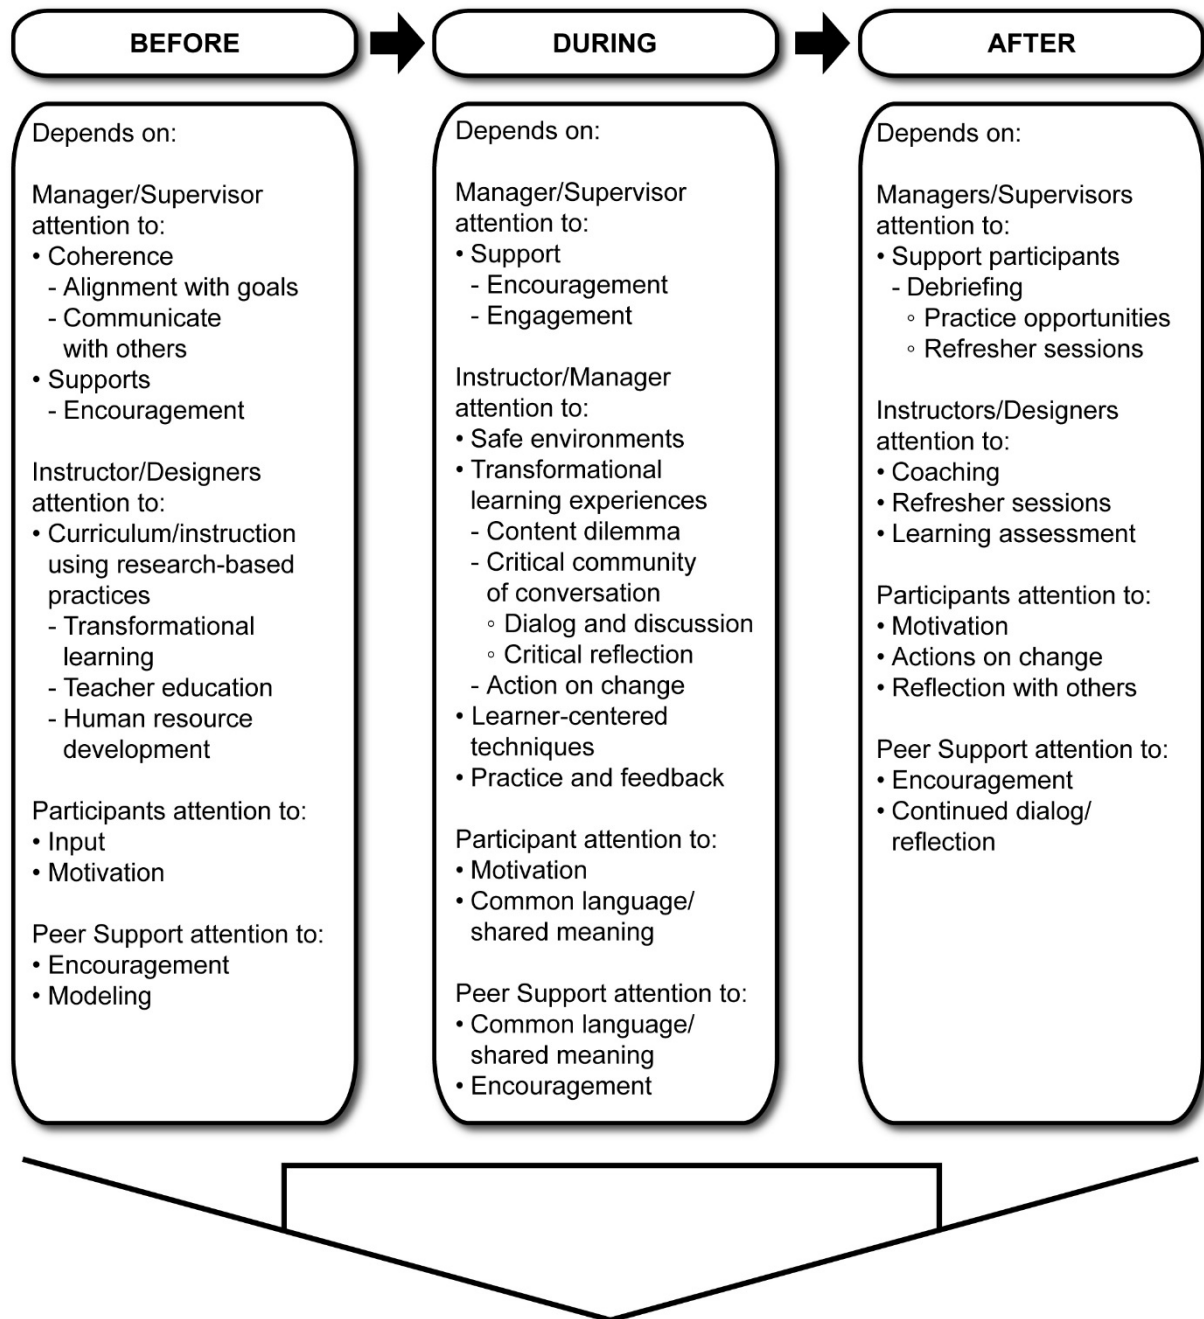 BEFORE
DURING
AFTER
Depends on:
Manager/Supervisor
attention to:
• Coherence
- Alignment with goals
- Communicate
with others
• Supports
- Encouragement
Instructor/Designers
attention to:
• Curriculum/instruction
using research-based
practices
- Transformational
learning
- Teacher education
- Human resource
development
Participants attention to:
• Input
• Motivation
Peer Support attention to:
• Encouragement
• Modeling
Depends on:
Manager/Supervisor
attention to:
• Support
- Encouragement
- Engagement
Instructor/Manager
attention to:
• Safe environments
• Transformational
learning experiences
- Content dilemma
- Critical community
of conversation
◦ Dialog and discussion
◦ Critical reflection
- Action on change
• Learner-centered
techniques
• Practice and feedback
Participant attention to:
• Motivation
• Common language/
shared meaning
Peer Support attention to:
• Common language/
shared meaning
• Encouragement
Depends on:
Managers/Supervisors
attention to:
• Support participants
- Debriefing
◦ Practice opportunities
◦ Refresher sessions
Instructors/Designers
attention to:
• Coaching
• Refresher sessions
• Learning assessment
Participants attention to:
• Motivation
• Actions on change
• Reflection with others
Peer Support attention to:
• Encouragement
• Continued dialog/
reflection